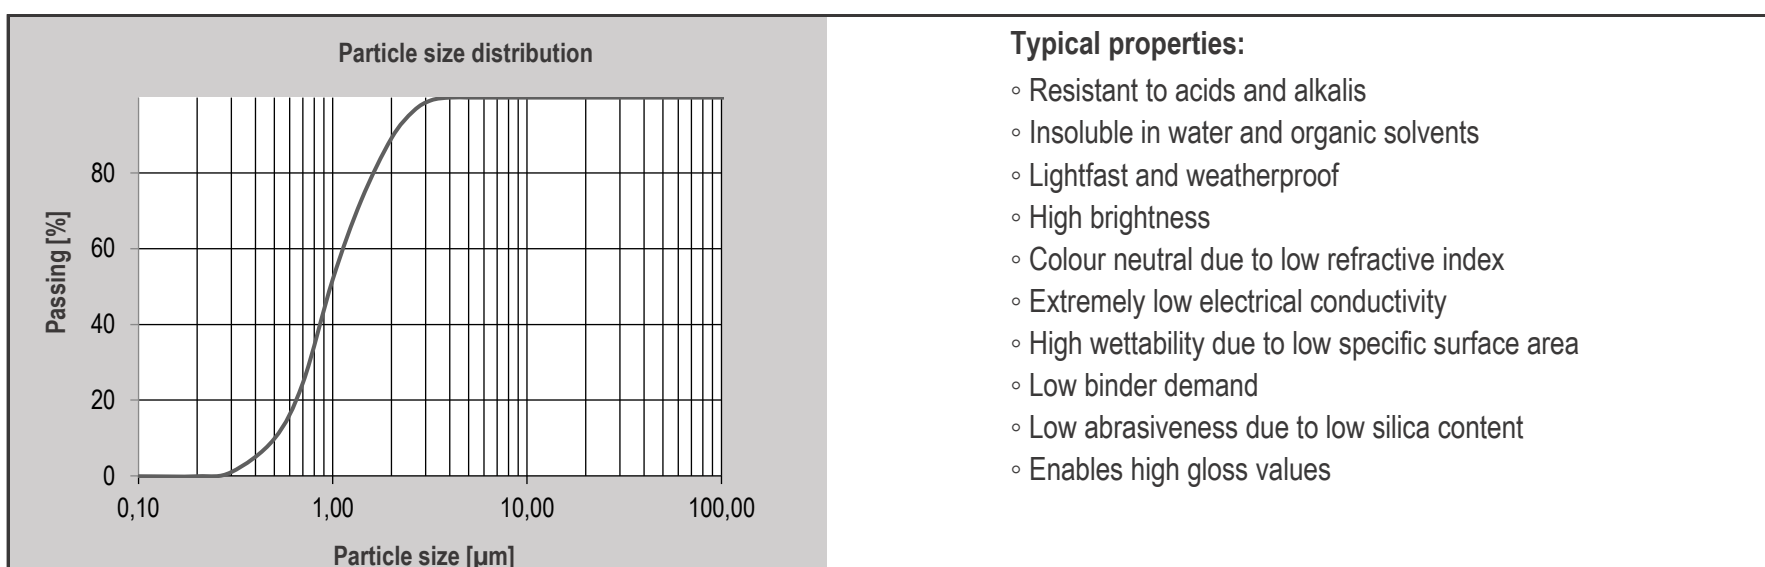 Particle size distribution
80
60
40
20
0
Passing [%]
0,10 1,00 10,00 100,00
Particle size [µm]
Typical properties:
◦ Resistant to acids and alkalis
◦ Insoluble in water and organic solvents
◦ Lightfast and weatherproof
◦ High brightness
◦ Colour neutral due to low refractive index
◦ Extremely low electrical conductivity
◦ High wettability due to low specific surface area
◦ Low binder demand
◦ Low abrasiveness due to low silica content
◦ Enables high gloss values